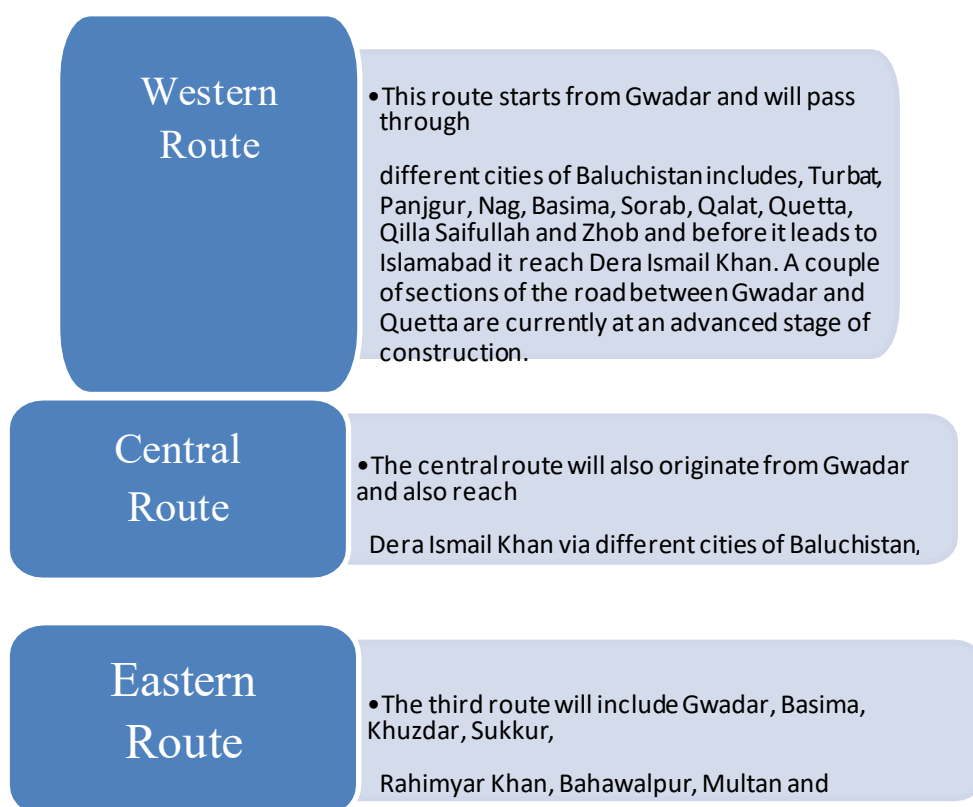 Western
Route
•This route starts from Gwadar and will pass
through
different cities of Baluchistan includes, Turbat,
Panjgur, Nag, Basima, Sorab, Qalat, Quetta,
Qilla Saifullah and Zhob and before it leads to
Islamabad it reach Dera Ismail Khan. A couple
of sections of the road between Gwadar and
Quetta are currently at an advanced stage of
construction.
Central
Route
•The central route will also originate from Gwadar
and also reach
Dera Ismail Khan via different cities of Baluchistan,
Eastern
Route
•The third route will include Gwadar, Basima,
Khuzdar, Sukkur,
Rahimyar Khan, Bahawalpur, Multan and